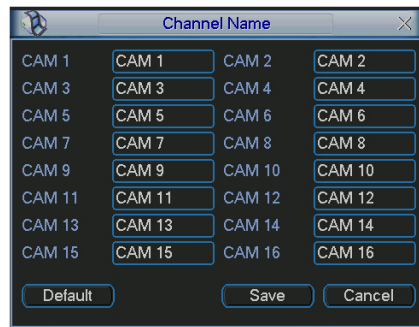 Channel Name
CAM 1 CAM 1 CAM 2 CAM 2
CAM 3 CAM 3 CAM 4 CAM 4
CAM 5 CAM 5 CAM 6 CAM 6
CAM 7 CAM 7 CAM 8 CAM 8
CAM 9 CAM 9 CAM 10 CAM 10
CAM 11 CAM 11 CAM 12 CAM 12
CAM 13 CAM 13 CAM 14 CAM 14
CAM 15 CAM 15 CAM 16 CAM 16
Default Save Cancel